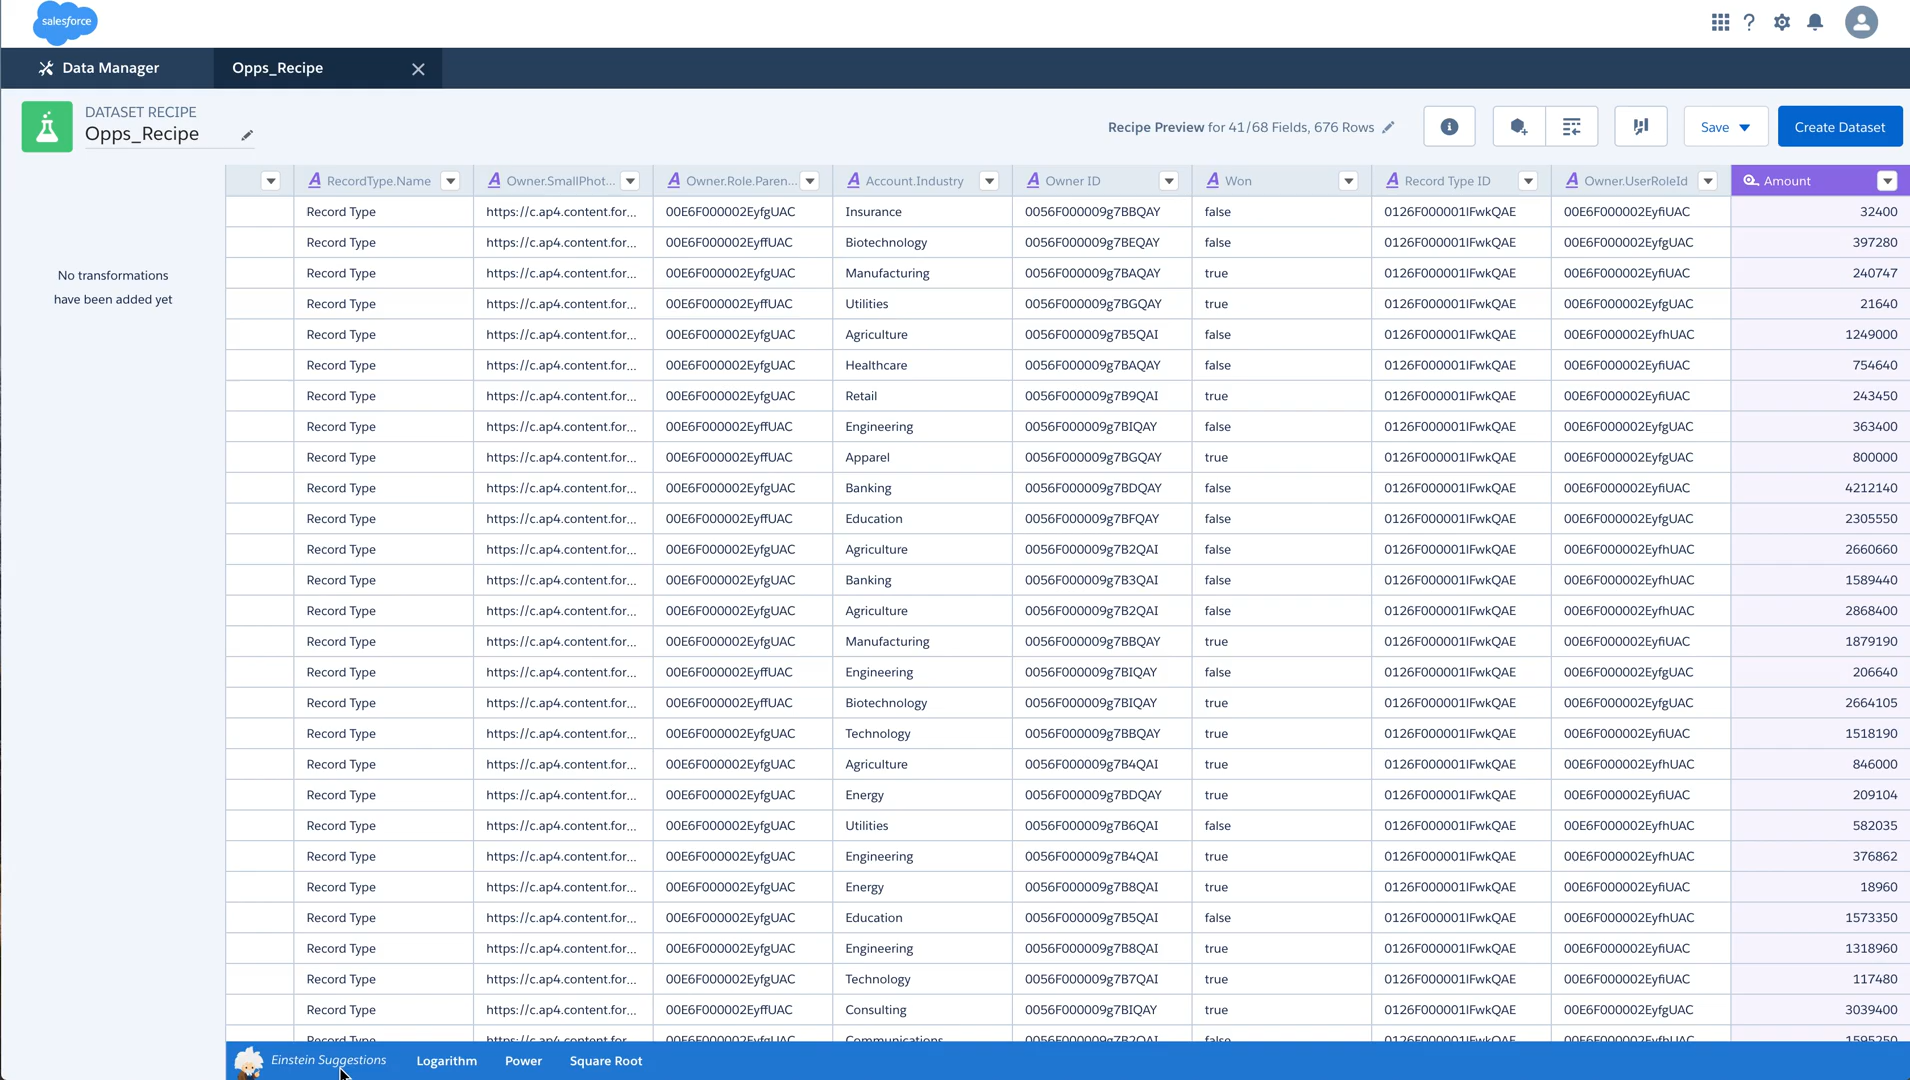 salesforce
Data Manager
Opps_Recipe
DATASET RECIPE
Opps_Recipe
Recipe Preview for 41/68 Fields, 676 Rows
Save
Create Dataset
No transformations
have been added yet
RecordType.Name Owner.SmallPhot... Owner.Role.Paren... Account.Industry Owner ID Won Record Type ID Owner.UserRoleId Amount
Record Type https://c.ap4.content.for... 00E6F000002EyfgUAC Insurance 0056F000009g7BBQAY false 0126F000001IFwkQAE 00E6F000002EyfiUAC 32400
Record Type https://c.ap4.content.for... 00E6F000002EyffUAC Biotechnology 0056F000009g7BEQAY false 0126F000001IFwkQAE 00E6F000002EyfgUAC 397280
Record Type https://c.ap4.content.for... 00E6F000002EyfgUAC Manufacturing 0056F000009g7BAQAY true 0126F000001IFwkQAE 00E6F000002EyfiUAC 240747
Record Type https://c.ap4.content.for... 00E6F000002EyffUAC Utilities 0056F000009g7BGQAY true 0126F000001IFwkQAE 00E6F000002EyfgUAC 21640
Record Type https://c.ap4.content.for... 00E6F000002EyfgUAC Agriculture 0056F000009g7B5QAI false 0126F000001IFwkQAE 00E6F000002EyfhUAC 1249000
Record Type https://c.ap4.content.for... 00E6F000002EyfgUAC Healthcare 0056F000009g7BAQAY false 0126F000001IFwkQAE 00E6F000002EyfiUAC 754640
Record Type https://c.ap4.content.for... 00E6F000002EyfgUAC Retail 0056F000009g7B9QAI true 0126F000001IFwkQAE 00E6F000002EyfiUAC 243450
Record Type https://c.ap4.content.for... 00E6F000002EyffUAC Engineering 0056F000009g7BIQAY false 0126F000001IFwkQAE 00E6F000002EyfgUAC 363400
Record Type https://c.ap4.content.for... 00E6F000002EyffUAC Apparel 0056F000009g7BGQAY true 0126F000001IFwkQAE 00E6F000002EyfgUAC 800000
Record Type https://c.ap4.content.for... 00E6F000002EyfgUAC Banking 0056F000009g7BDQAY false 0126F000001IFwkQAE 00E6F000002EyfiUAC 4212140
Record Type https://c.ap4.content.for... 00E6F000002EyffUAC Education 0056F000009g7BFQAY false 0126F000001IFwkQAE 00E6F000002EyfgUAC 2305550
Record Type https://c.ap4.content.for... 00E6F000002EyfgUAC Agriculture 0056F000009g7B2QAI false 0126F000001IFwkQAE 00E6F000002EyfhUAC 2660660
Record Type https://c.ap4.content.for... 00E6F000002EyfgUAC Banking 0056F000009g7B3QAI false 0126F000001IFwkQAE 00E6F000002EyfhUAC 1589440
Record Type https://c.ap4.content.for... 00E6F000002EyfgUAC Agriculture 0056F000009g7B2QAI false 0126F000001IFwkQAE 00E6F000002EyfhUAC 2868400
Record Type https://c.ap4.content.for... 00E6F000002EyfgUAC Manufacturing 0056F000009g7BBQAY true 0126F000001IFwkQAE 00E6F000002EyfiUAC 1879190
Record Type https://c.ap4.content.for... 00E6F000002EyffUAC Engineering 0056F000009g7BIQAY false 0126F000001IFwkQAE 00E6F000002EyfgUAC 206640
Record Type https://c.ap4.content.for... 00E6F000002EyffUAC Biotechnology 0056F000009g7BIQAY true 0126F000001IFwkQAE 00E6F000002EyfgUAC 2664105
Record Type https://c.ap4.content.for... 00E6F000002EyfgUAC Technology 0056F000009g7BBQAY true 0126F000001IFwkQAE 00E6F000002EyfiUAC 1518190
Record Type https://c.ap4.content.for... 00E6F000002EyfgUAC Agriculture 0056F000009g7B4QAI true 0126F000001IFwkQAE 00E6F000002EyfhUAC 846000
Record Type https://c.ap4.content.for... 00E6F000002EyfgUAC Energy 0056F000009g7BDQAY true 0126F000001IFwkQAE 00E6F000002EyfiUAC 209104
Record Type https://c.ap4.content.for... 00E6F000002EyfgUAC Utilities 0056F000009g7B6QAI false 0126F000001IFwkQAE 00E6F000002EyfhUAC 582035
Record Type https://c.ap4.content.for... 00E6F000002EyfgUAC Engineering 0056F000009g7B4QAI true 0126F000001IFwkQAE 00E6F000002EyfhUAC 376862
Record Type https://c.ap4.content.for... 00E6F000002EyfgUAC Energy 0056F000009g7B8QAI true 0126F000001IFwkQAE 00E6F000002EyfiUAC 18960
Record Type https://c.ap4.content.for... 00E6F000002EyfgUAC Education 0056F000009g7B5QAI false 0126F000001IFwkQAE 00E6F000002EyfhUAC 1573350
Record Type https://c.ap4.content.for... 00E6F000002EyfgUAC Engineering 0056F000009g7B8QAI true 0126F000001IFwkQAE 00E6F000002EyfiUAC 1318960
Record Type https://c.ap4.content.for... 00E6F000002EyfgUAC Technology 0056F000009g7B7QAI true 0126F000001IFwkQAE 00E6F000002EyfhUAC 117480
Record Type https://c.ap4.content.for... 00E6F000002EyffUAC Consulting 0056F000009g7BIQAY true 0126F000001IFwkQAE 00E6F000002EyfgUAC 3039400
Record Type https://c.ap4.content.for... 00E6F000002EyfgUAC Communications 0056F000009g7B2QAI false 0126F000001IFwkQAE 00E6F000002EyfhUAC 1595250
Einstein Suggestions Logarithm Power Square Root